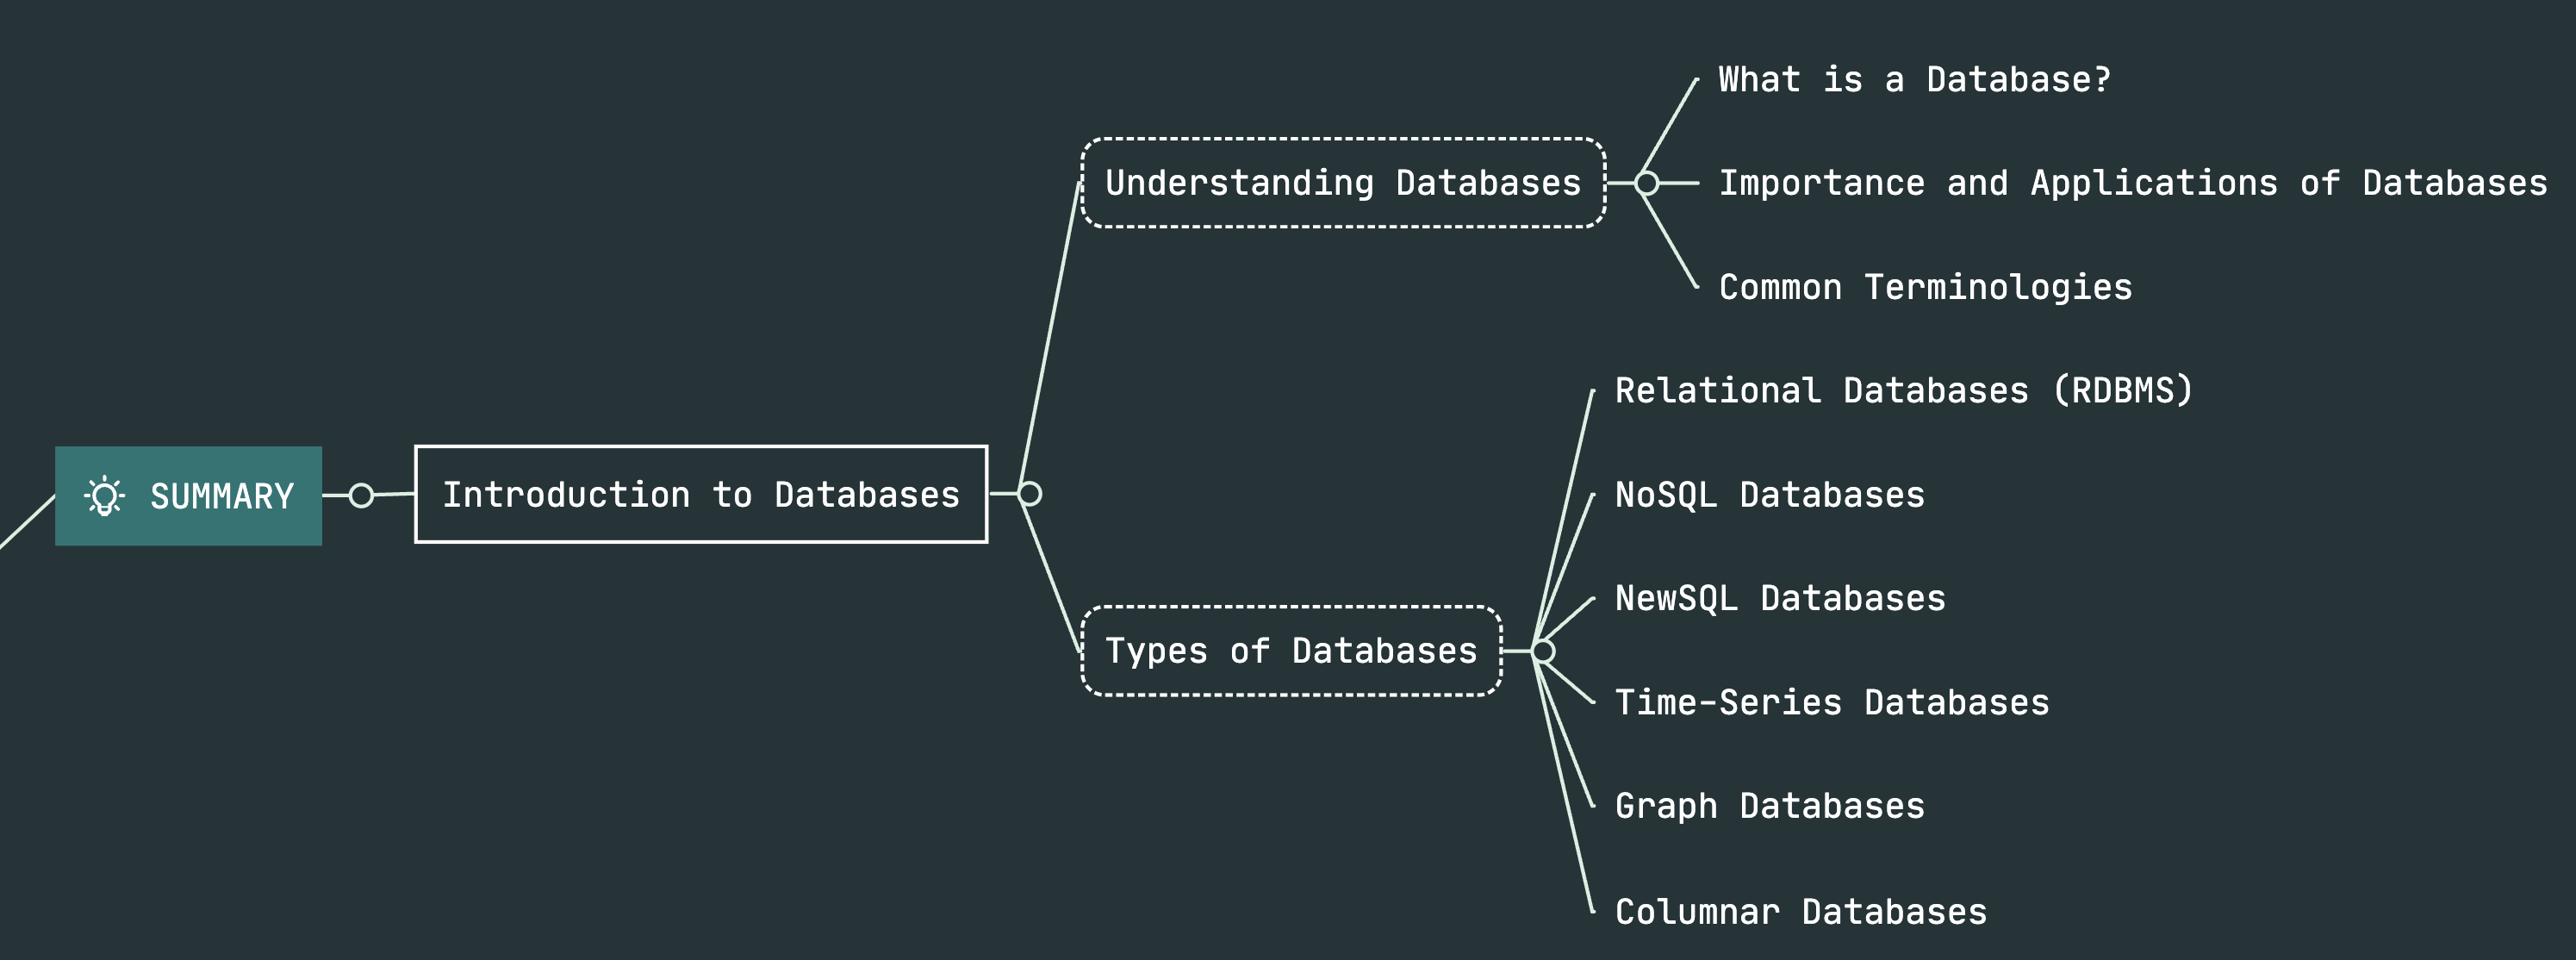 SUMMARY
Introduction to Databases
Understanding Databases
What is a Database?
Importance and Applications of Databases
Common Terminologies
Types of Databases
Relational Databases (RDBMS)
NoSQL Databases
NewSQL Databases
Time-Series Databases
Graph Databases
Columnar Databases